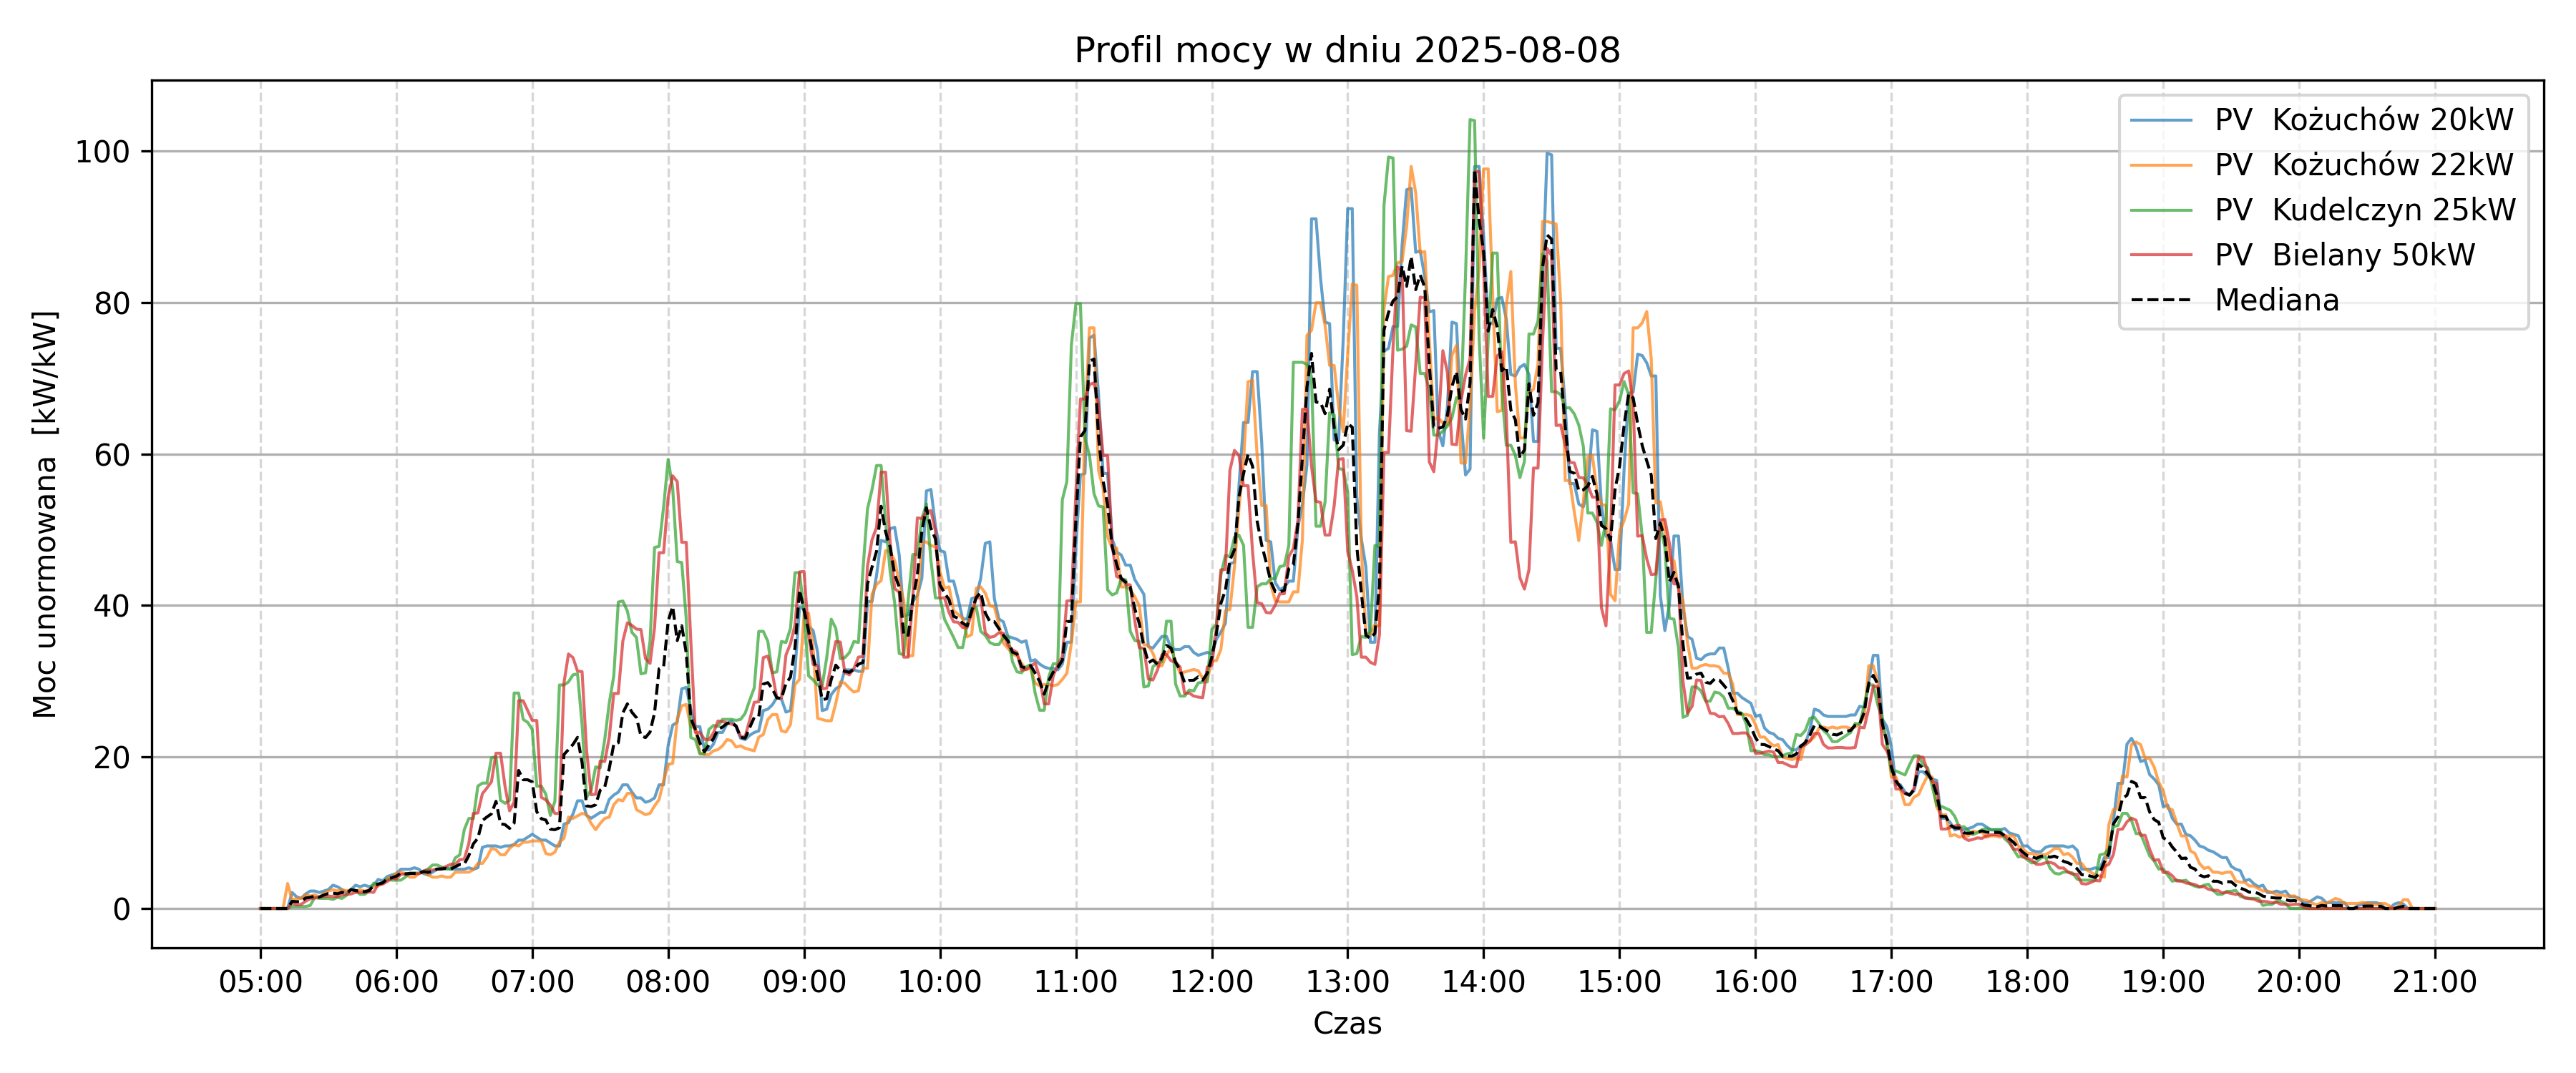 Profil mocy w dniu 2025-08-08
Moc unormowana  [kW/kW]
100
80
60
40
20
0
PV  Kożuchów 20kW
PV  Kożuchów 22kW
PV  Kudelczyn 25kW
PV  Bielany 50kW
Mediana
05:00 06:00 07:00 08:00 09:00 10:00 11:00 12:00 13:00 14:00 15:00 16:00 17:00 18:00 19:00 20:00 21:00
Czas